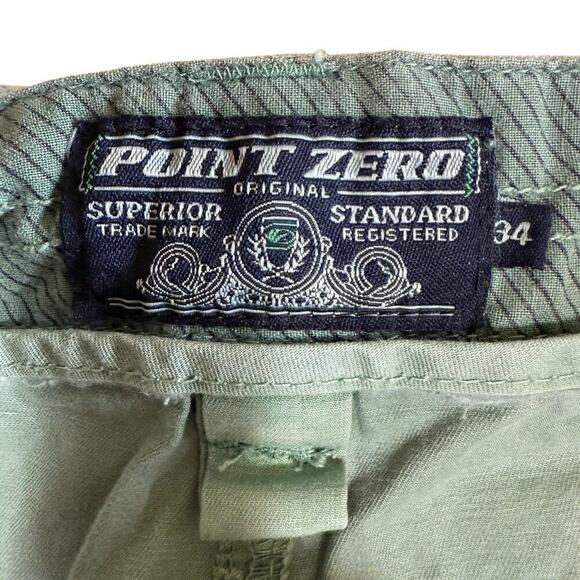 POINT ZERO
ORIGINAL
SUPERIOR STANDARD
TRADE MARK REGISTERED
34